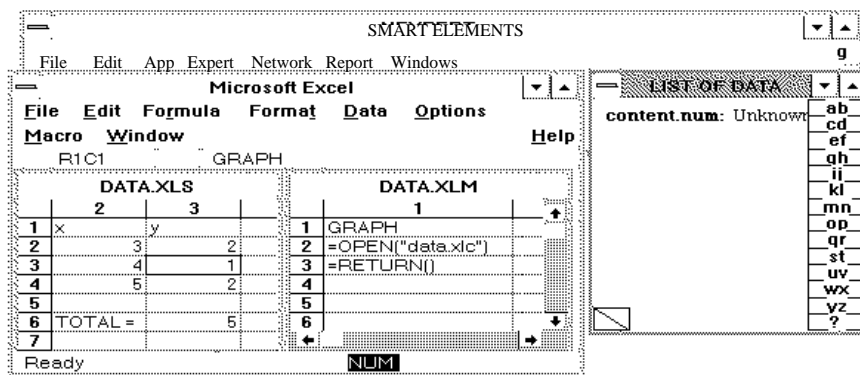 SMART ELEMENTS
g
File Edit App Expert Network Report Windows
Microsoft Excel
File Edit Formula Format Data Options
Macro Window Help
R1C1 GRAPH
DATA.XLS
2 3
1 x y
2 3 2
3 4 1
4 5 2
5
6 TOTAL = 5
7
DATA.XLM
1
1 GRAPH
2 =OPEN("data.xlc")
3 =RETURN()
4
5
6
Ready NUM
LIST OF DATA
content.num: Unknown
ab
cd
ef
gh
ij
kl
mn
op
qr
st
uv
wx
yz
?